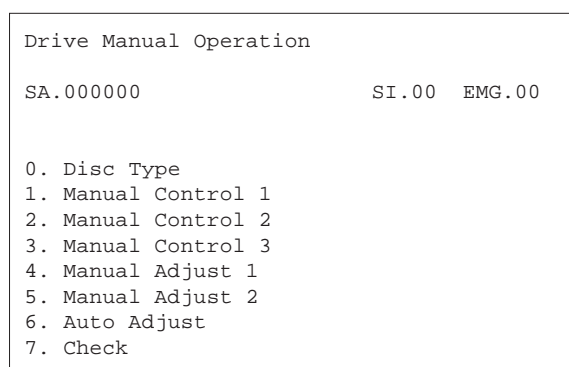 Drive Manual Operation
SA.000000 SI.00 EMG.00
0. Disc Type
1. Manual Control 1
2. Manual Control 2
3. Manual Control 3
4. Manual Adjust 1
5. Manual Adjust 2
6. Auto Adjust
7. Check